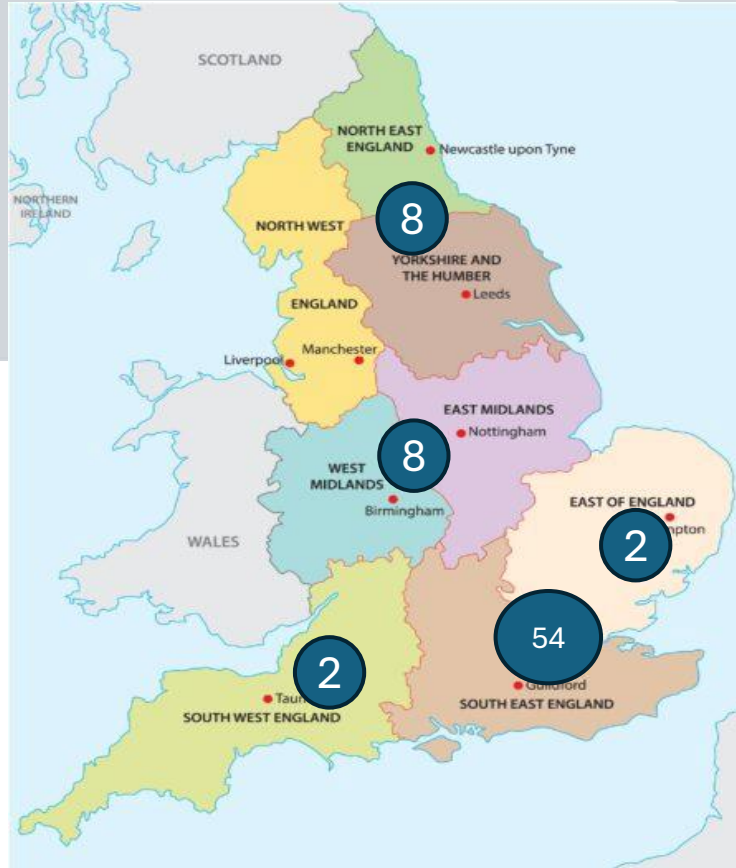 SCOTLAND
NORTH EAST
ENGLAND
Newcastle upon Tyne
NORTHERN
IRELAND
NORTH WEST
8
YORKSHIRE AND
THE HUMBER
Leeds
ENGLAND
Manchester
Liverpool
EAST MIDLANDS
Nottingham
8
WEST
MIDLANDS
Birmingham
EAST OF ENGLAND
2
WALES
54
2
Guildford
SOUTH EAST ENGLAND
SOUTH WEST ENGLAND